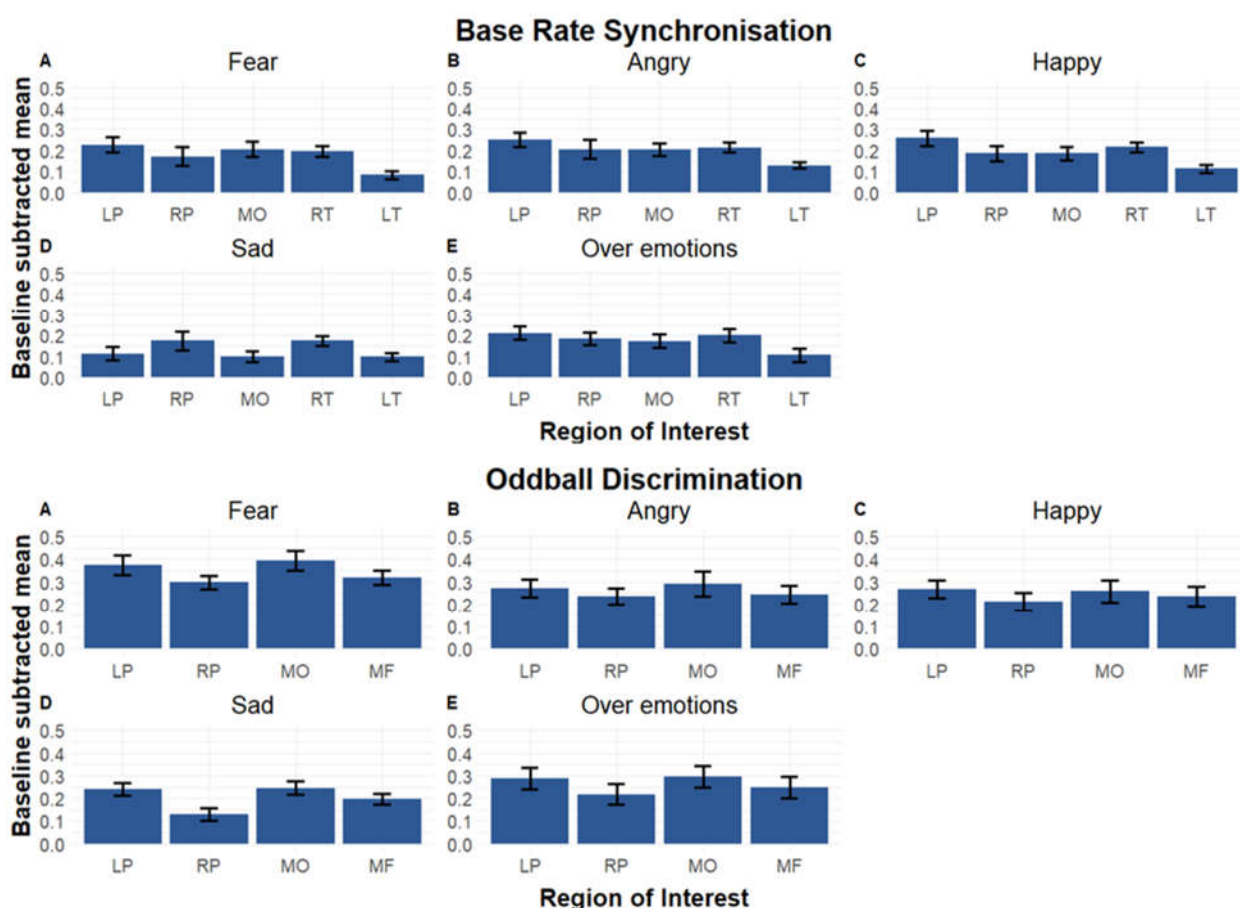 Base Rate Synchronisation
A Fear B Angry C Happy
Baseline subtracted mean
0.5 0.5 0.5
0.4 0.4 0.4
0.3 0.3 0.3
0.2 0.2 0.2
0.1 0.1 0.1
0.0 0.0 0.0
LP RP MO RT LT LP RP MO RT LT LP RP MO RT LT
D Sad E Over emotions
0.5 0.5
0.4 0.4
0.3 0.3
0.2 0.2
0.1 0.1
0.0 0.0
LP RP MO RT LT LP RP MO RT LT
Region of Interest
Oddball Discrimination
A Fear B Angry C Happy
Baseline subtracted mean
0.5 0.5 0.5
0.4 0.4 0.4
0.3 0.3 0.3
0.2 0.2 0.2
0.1 0.1 0.1
0.0 0.0 0.0
LP RP MO MF LP RP MO MF LP RP MO MF
D Sad E Over emotions
0.5 0.5
0.4 0.4
0.3 0.3
0.2 0.2
0.1 0.1
0.0 0.0
LP RP MO MF LP RP MO MF
Region of Interest